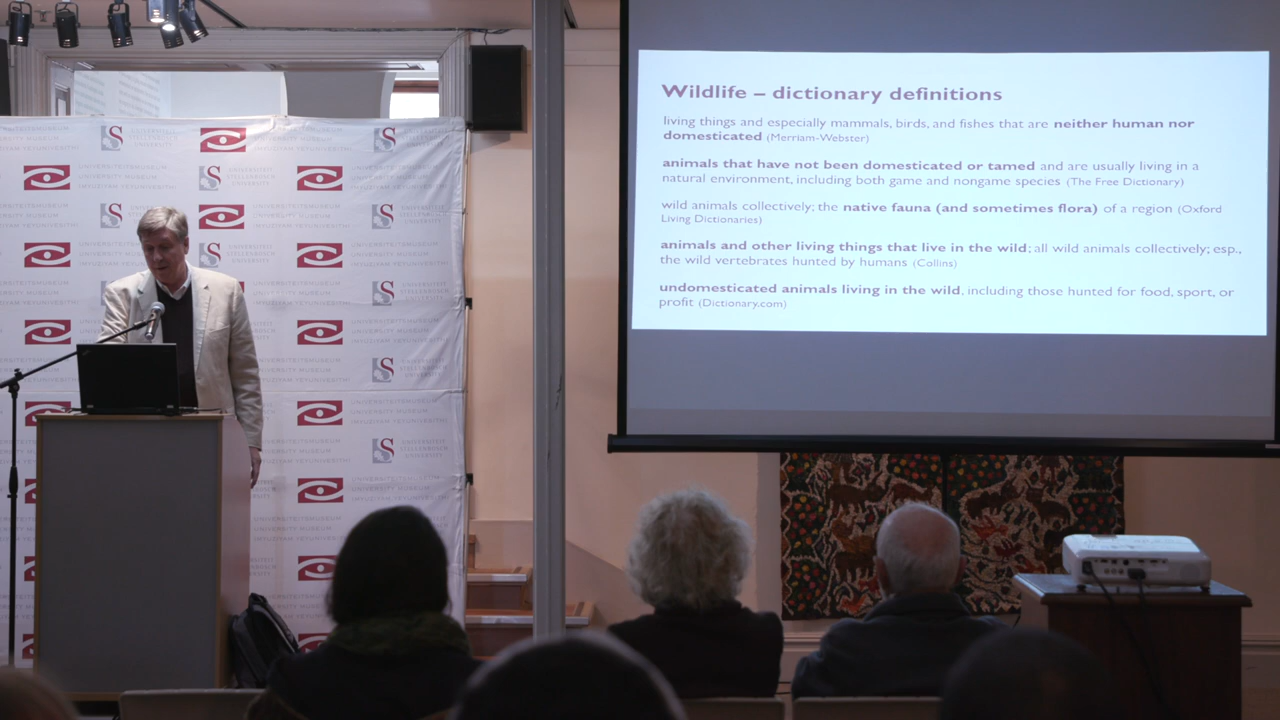 Wildlife – dictionary definitions
living things and especially mammals, birds, and fishes that are neither human nor
domesticated (Merriam-Webster)
animals that have not been domesticated or tamed and are usually living in a
natural environment, including both game and nongame species (The Free Dictionary)
wild animals collectively; the native fauna (and sometimes flora) of a region (Oxford
Living Dictionaries)
animals and other living things that live in the wild; all wild animals collectively; esp.,
the wild vertebrates hunted by humans (Collins)
undomesticated animals living in the wild, including those hunted for food, sport, or
profit (Dictionary.com)
UNIVERSITEITSMUSEUM
UNIVERSITY MUSEUM
IMYUZIYAM YEYUNIVESITHI
UNIVERSITEIT
STELLENBOSCH
UNIVERSITY